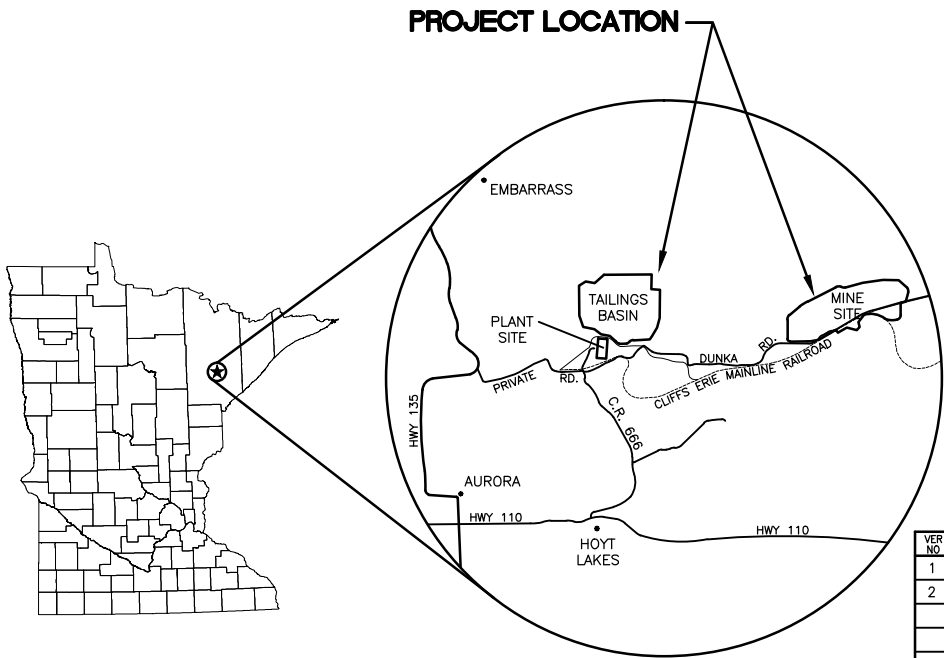 PROJECT LOCATION
EMBARRASS
TAILINGS
BASIN
MINE
SITE
PLANT
SITE
PRIVATE
RD.
DUNKA
RD.
CLIFFS ERIE MAINLINE RAILROAD
HWY 135
C.R. 666
AURORA
HWY 110
HWY 110
HOYT
LAKES
VER
NO
1
2